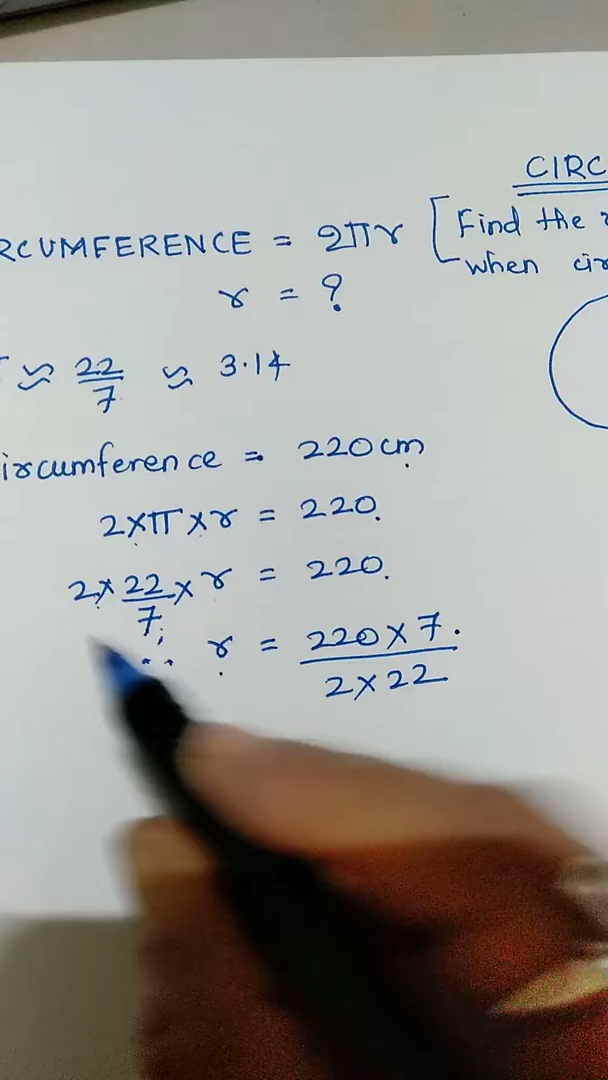 CIRC
RCUMFERENCE = 2πr [Find the
when cir
r = ?
≈ 22/7 ≈ 3.14
ircumference = 220 cm
2×π×r = 220
2×22/7×r = 220
∴ r = 220×7/2×22